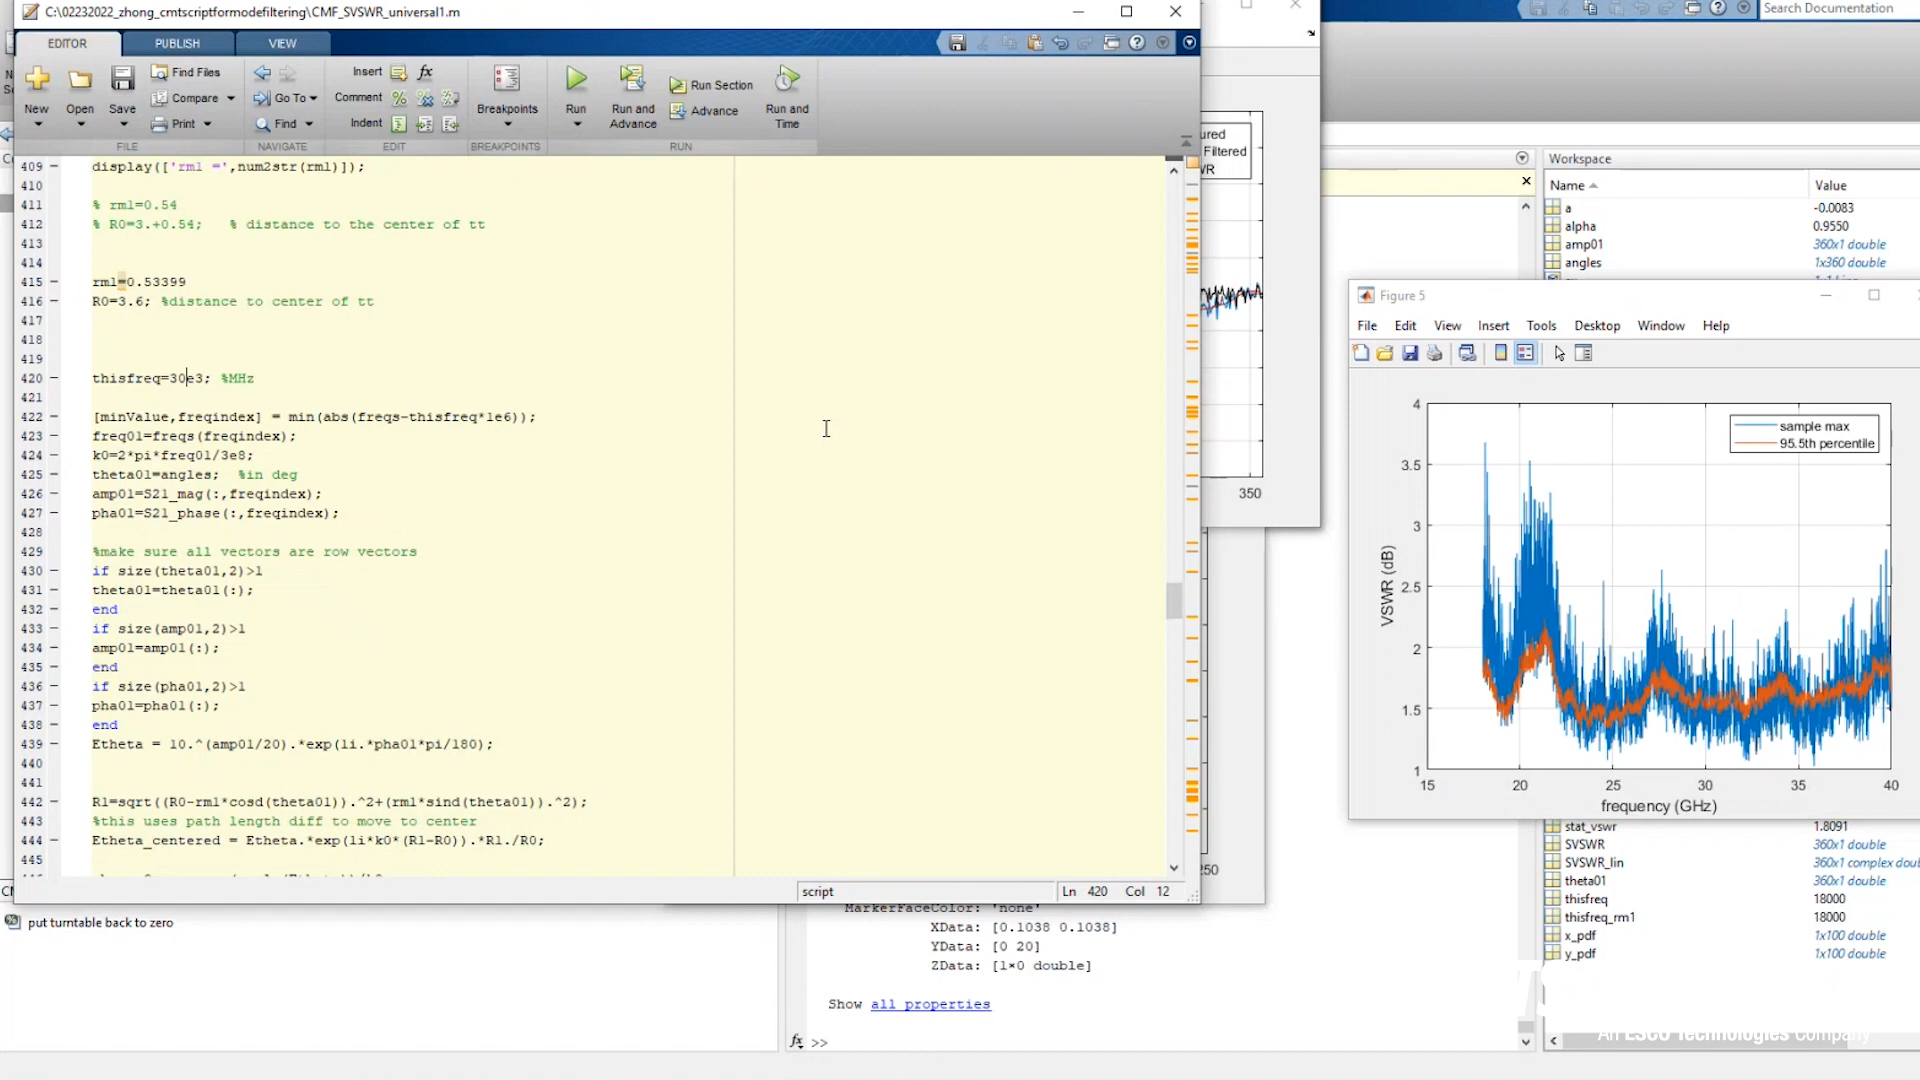 C:\02232022_zhong_cmtscriptformodefiltering\CMF_SVSWR_universal1.m
Search Documentation
EDITOR
PUBLISH
VIEW
New
Open
Save
Find Files
Compare
Print
FILE
Go To
Find
NAVIGATE
Insert
fx
Comment
Indent
EDIT
Breakpoints
BREAKPOINTS
Run
Run and
Advance
Run Section
Advance
Run and
Time
RUN
409 display(['rml =',num2str(rml)]);
410
411 % rml=0.54
412 % R0=3.+0.54; % distance to the center of tt
413
414
415 rml=0.53399
416 R0=3.6; %distance to center of tt
417
418
419
420 thisfreq=30e3; %MHz
421
422 [minValue,freqindex] = min(abs(freqs-thisfreq*1e6));
423 freq01=freqs(freqindex);
424 k0=2*pi*freq01/3e8;
425 theta01=angles; %in deg
426 amp01=S21_mag(:,freqindex);
427 pha01=S21_phase(:,freqindex);
428
429 %make sure all vectors are row vectors
430 if size(theta01,2)>1
431 theta01=theta01(:);
432 end
433 if size(amp01,2)>1
434 amp01=amp01(:);
435 end
436 if size(pha01,2)>1
437 pha01=pha01(:);
438 end
439 Etheta = 10.^(amp01/20).*exp(1i.*pha01*pi/180);
440
441
442 R1=sqrt((R0-rml*cosd(theta01)).^2+(rml*sind(theta01)).^2);
443 %this uses path length diff to move to center
444 Etheta_centered = Etheta.*exp(1i*k0*(R1-R0)).*R1./R0;
445
script
Ln 420 Col 12
Filtered
350
Workspace
Name
Value
a -0.0083
alpha 0.9550
amp01 360x1 double
angles 1x360 double
Figure 5
File Edit View Insert Tools Desktop Window Help
4
3.5
3
2.5
2
1.5
1
VSWR (dB)
sample max
95.5th percentile
15 20 25 30 35 40
frequency (GHz)
stat_vswr 1.8091
SVSWR 360x1 double
SVSWR_lin 360x1 complex doub
theta01 360x1 double
thisfreq 18000
thisfreq_rm1 18000
x_pdf 1x100 double
y_pdf 1x100 double
put turntable back to zero
MarkerFaceColor: 'none'
XData: [0.1038 0.1038]
YData: [0 20]
ZData: [1×0 double]
Show all properties
fx >>
An ESCO Technologies Company